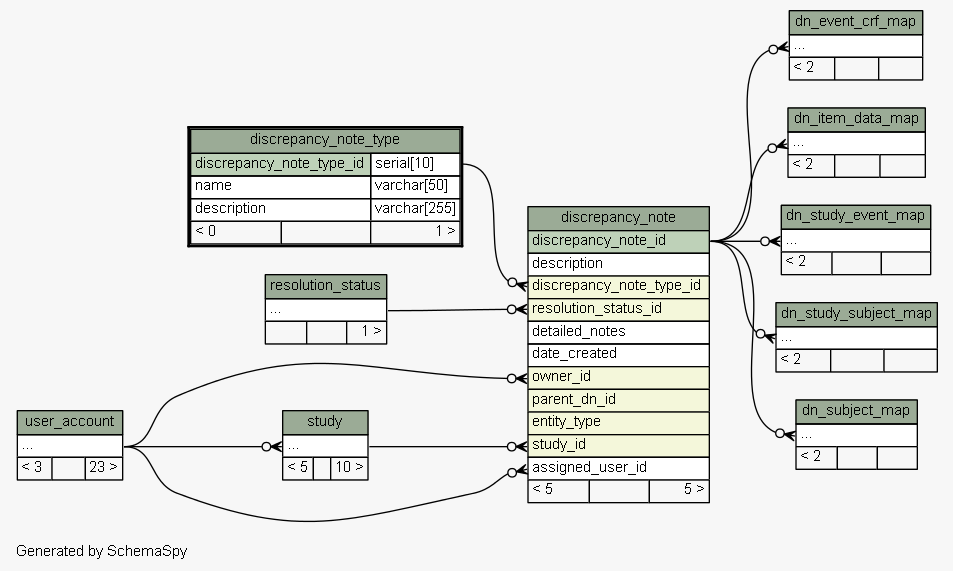 dn_event_crf_map
...
< 2
dn_item_data_map
...
< 2
discrepancy_note_type
discrepancy_note_type_id serial[10]
name varchar[50]
description varchar[255]
< 0 1 >
discrepancy_note
discrepancy_note_id
description
discrepancy_note_type_id
resolution_status_id
detailed_notes
date_created
owner_id
parent_dn_id
entity_type
study_id
assigned_user_id
< 5 5 >
dn_study_event_map
...
< 2
resolution_status
...
1 >
dn_study_subject_map
...
< 2
user_account
...
< 3 23 >
study
...
< 5 10 >
dn_subject_map
...
< 2
Generated by SchemaSpy